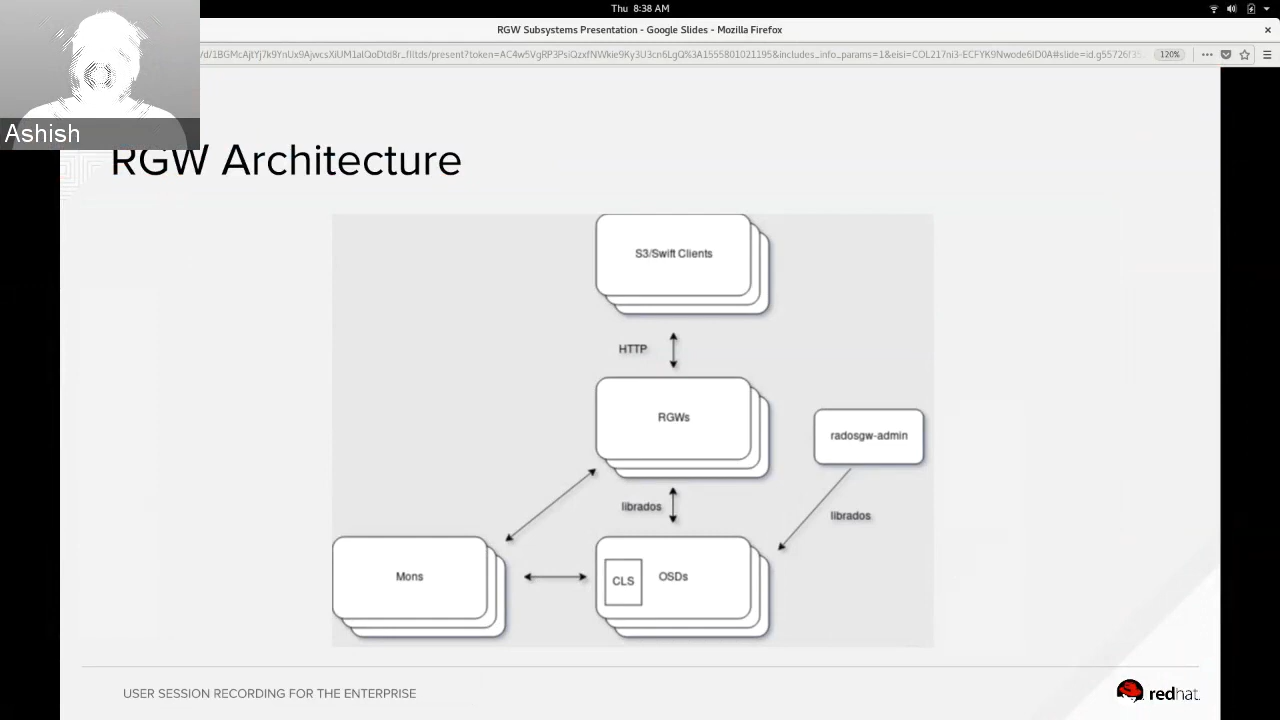 Thu 8:38 AM
RGW Subsystems Presentation - Google Slides - Mozilla Firefox
120%
Ashish
RGW Architecture
S3/Swift Clients
HTTP
RGWs
radosgw-admin
librados
librados
Mons
CLS
OSDs
USER SESSION RECORDING FOR THE ENTERPRISE
redhat.